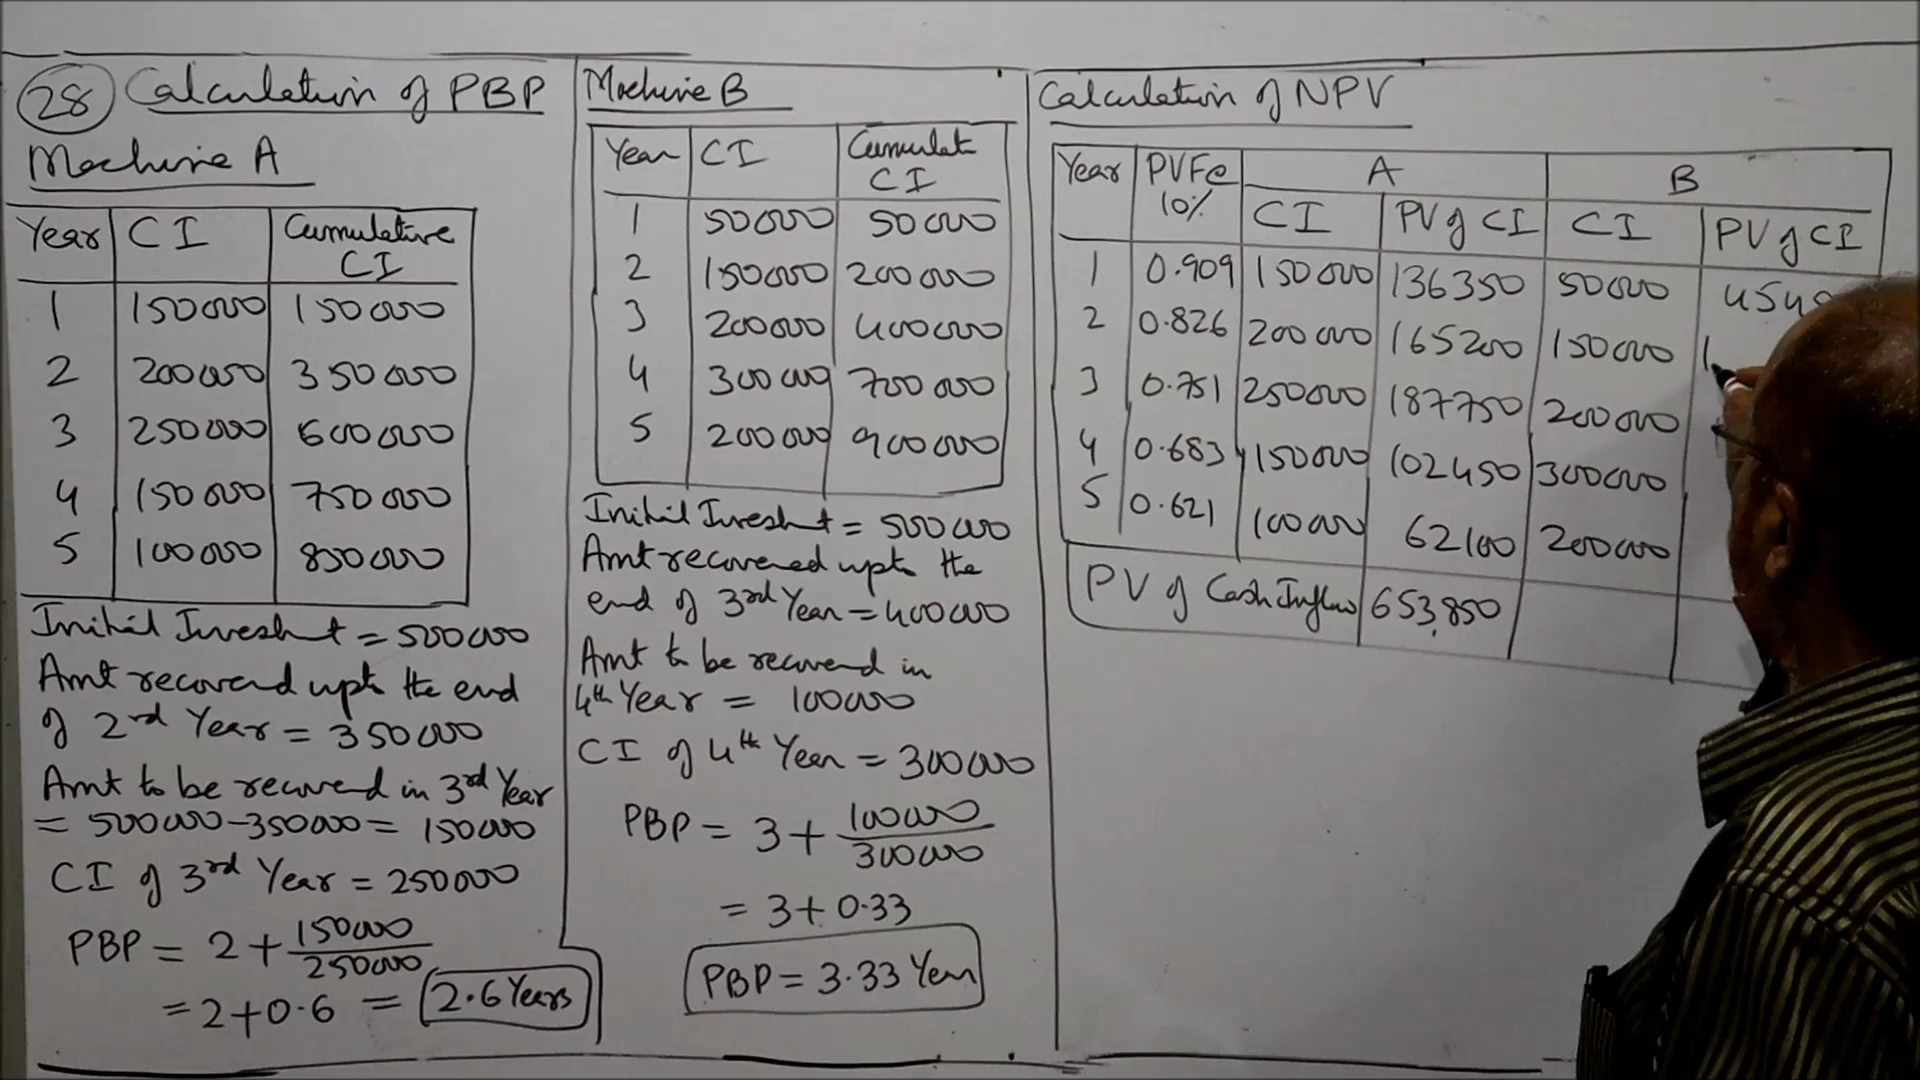 28 Calculation of PBP
Machine A
Year CI Cumulative CI
1 150000 150000
2 200000 350000
3 250000 600000
4 150000 750000
5 100000 850000
Initial Investment = 500000
Amt recovered upto the end
of 2rd Year = 350000
Amt to be recovered in 3rd Year
= 500000-350000 = 150000
CI of 3rd Year = 250000
PBP = 2 + 150000/250000
= 2+0.6 = 2.6 Years
Machine B
Year CI Cumulat CI
1 50000 50000
2 150000 200000
3 200000 400000
4 300000 700000
5 200000 900000
Initial Investment = 500000
Amt recovered upto the
end of 3rd Year = 400000
Amt to be recovered in
4th Year = 100000
CI of 4th Year = 300000
PBP = 3 + 100000/300000
= 3+0.33
PBP = 3.33 Years
Calculation of NPV
Year PVF@ 10% A B
CI PV of CI CI PV of CI
1 0.909 150000 136350 50000
2 0.826 200000 165200 150000 1
3 0.751 250000 187750 200000
4 0.683 150000 102450 300000
5 0.621 100000 62100 200000
PV of Cash Inflow 653,850